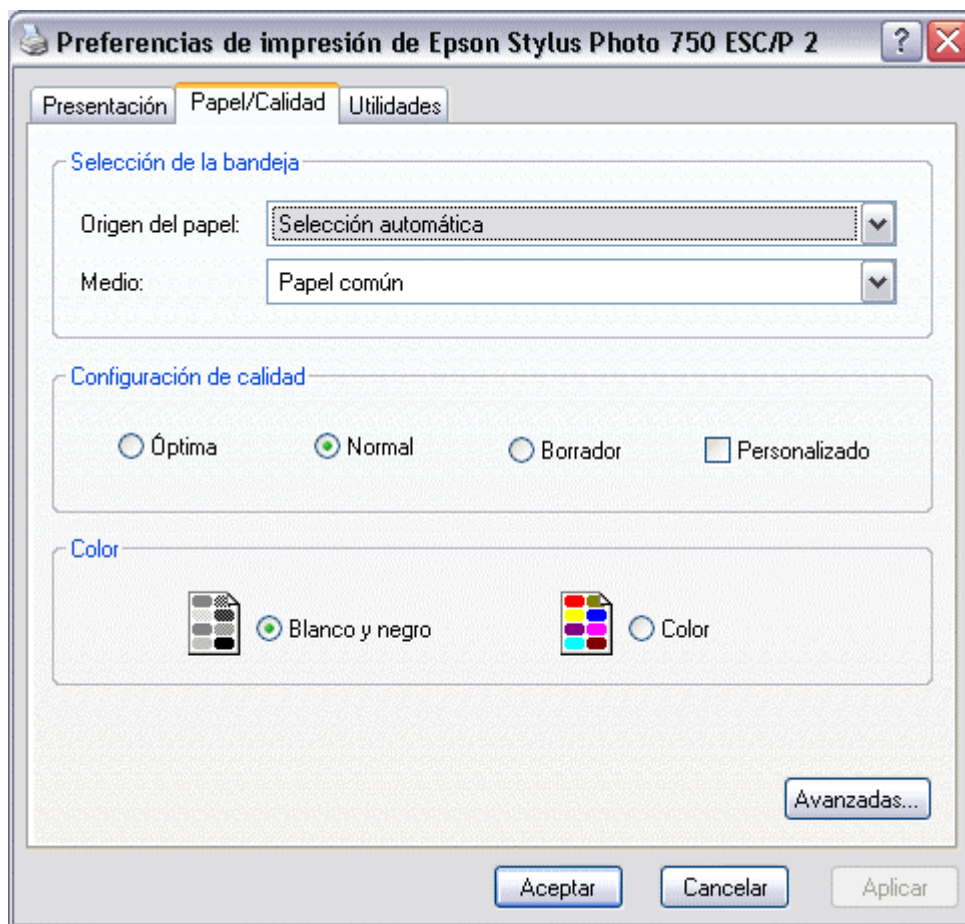 Preferencias de impresión de Epson Stylus Photo 750 ESC/P 2
Presentación Papel/Calidad Utilidades
Selección de la bandeja
Origen del papel: Selección automática
Medio: Papel común
Configuración de calidad
Óptima Normal Borrador Personalizado
Color
Blanco y negro Color
Avanzadas...
Aceptar Cancelar Aplicar